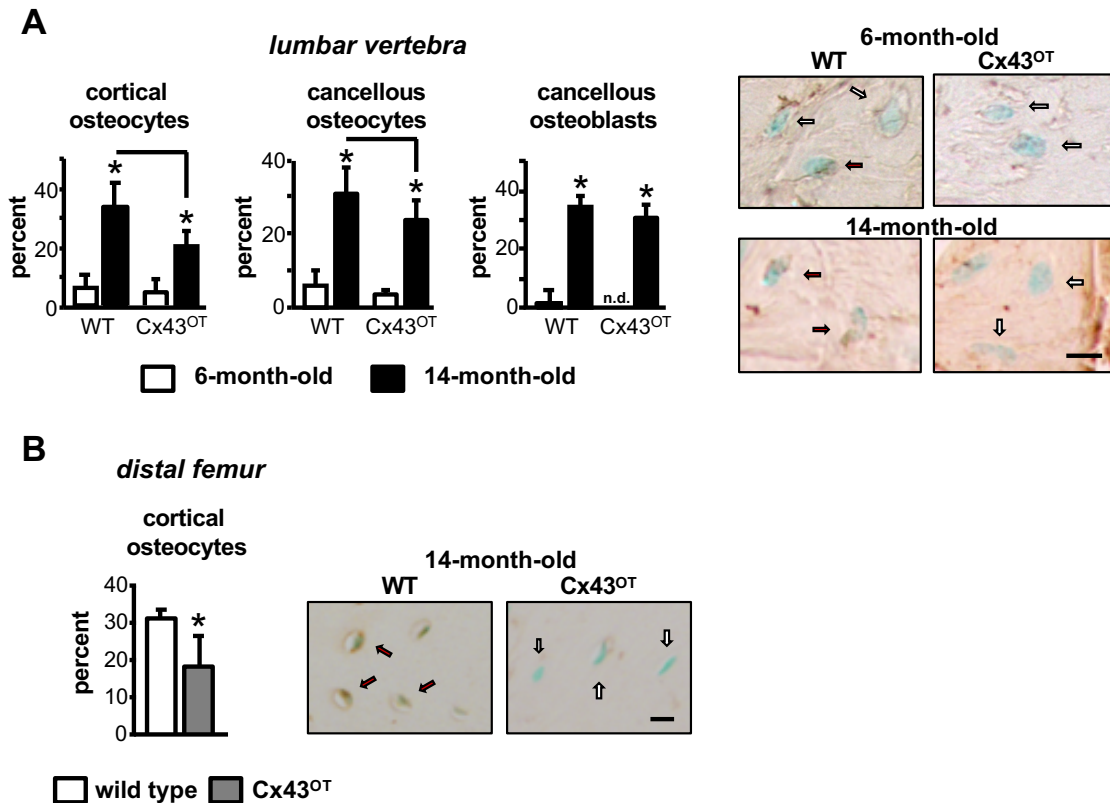 A
lumbar vertebra
cortical
osteocytes
percent
40
20
0
*
*
WT
Cx43OT
cancellous
osteocytes
percent
40
20
0
*
*
WT
Cx43OT
cancellous
osteoblasts
percent
40
30
20
10
0
*
*
n.d.
WT
Cx43OT
6-month-old
14-month-old
6-month-old
WT
Cx43OT
14-month-old
B
distal femur
cortical
osteocytes
percent
40
30
20
10
0
*
14-month-old
WT
Cx43OT
wild type
Cx43OT